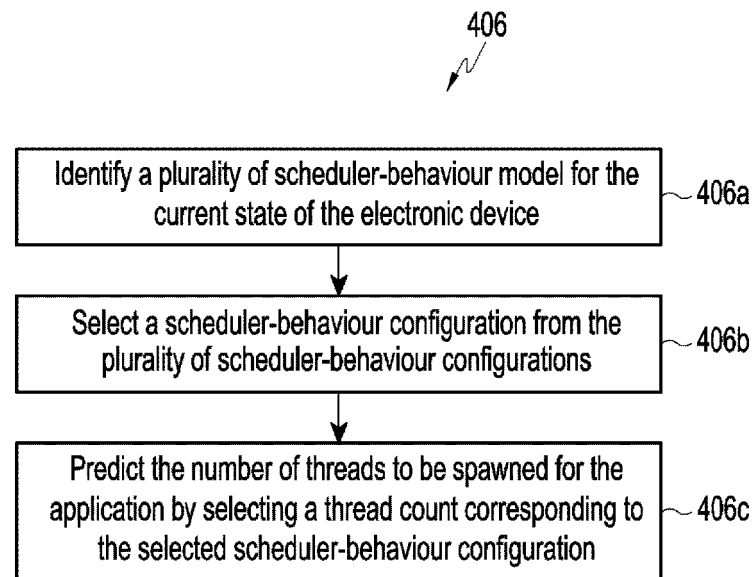 406
Identify a plurality of scheduler-behaviour model for the
current state of the electronic device
406a
Select a scheduler-behaviour configuration from the
plurality of scheduler-behaviour configurations
406b
Predict the number of threads to be spawned for the
application by selecting a thread count corresponding to
the selected scheduler-behaviour configuration
406c